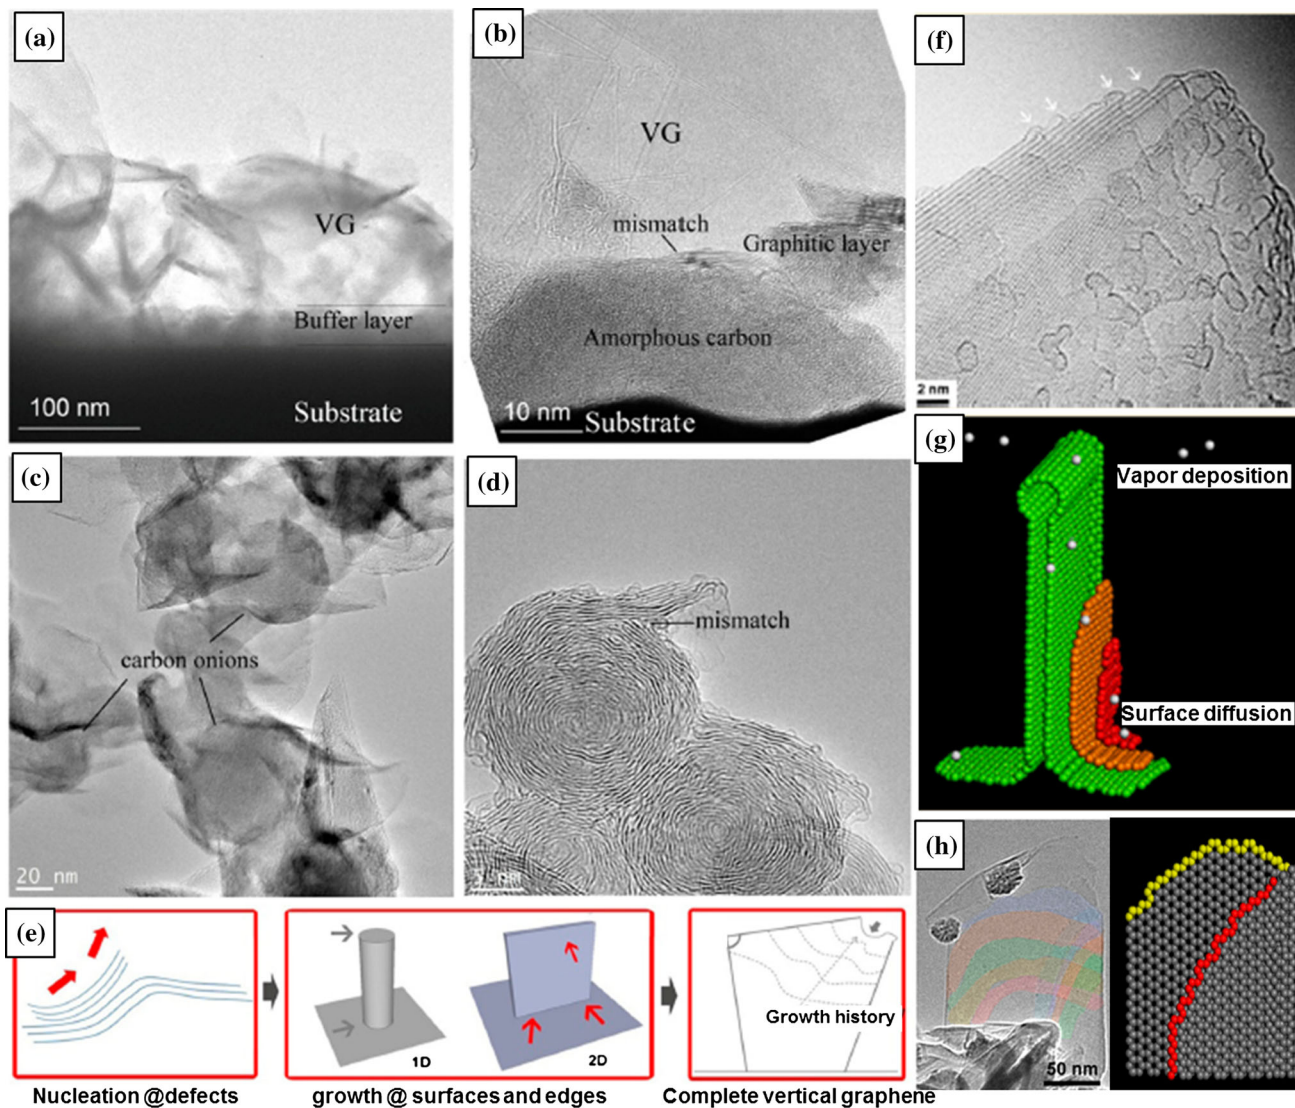 (a)
VG
Buffer layer
100 nm
Substrate
(b)
VG
mismatch
Graphitic layer
Amorphous carbon
10 nm
Substrate
(f)
2 nm
(c)
carbon onions
20 nm
(d)
mismatch
nm
(g)
Vapor deposition
Surface diffusion
(e)
1D
2D
Growth history
Nucleation @defects
growth @ surfaces and edges
Complete vertical graphene
(h)
50 nm